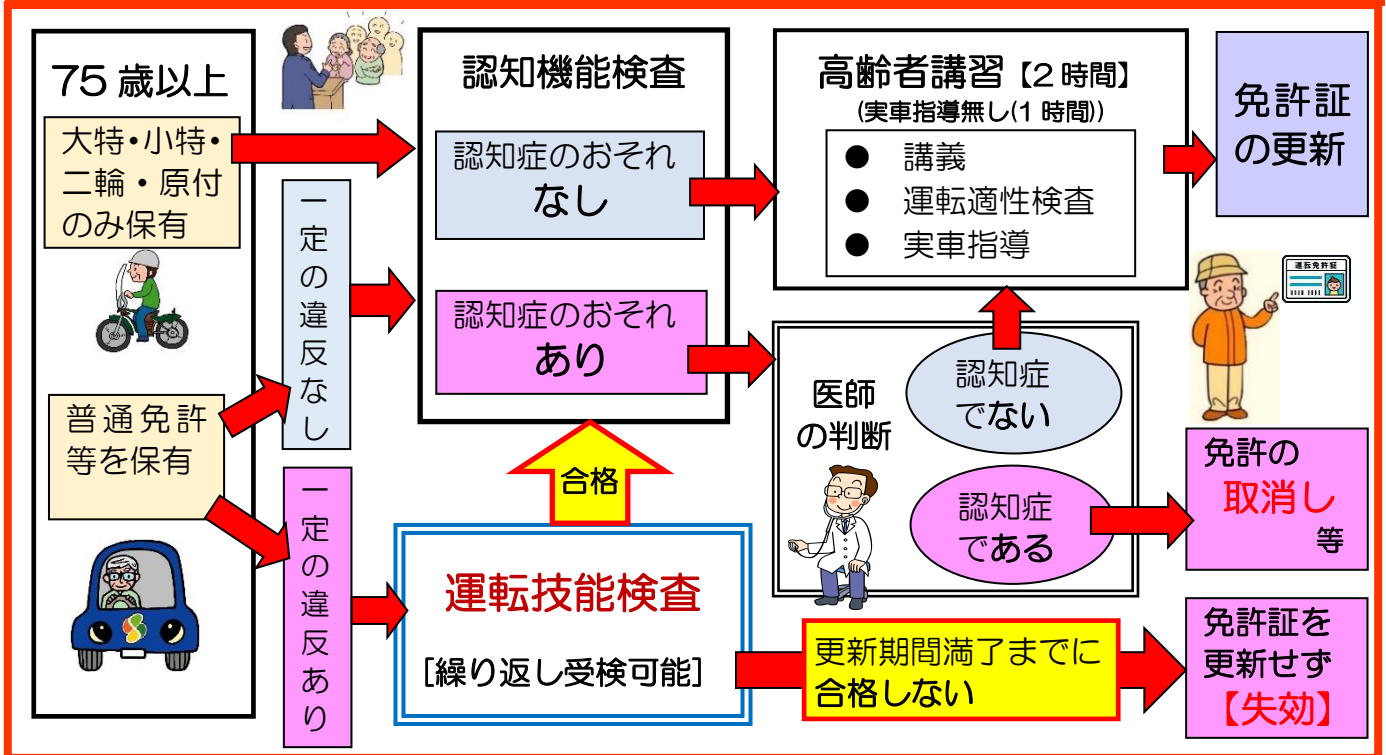 75歳以上
大特・小特・
二輪・原付
のみ保有
普通免許
等を保有
一定の違反なし
一定の違反あり
認知機能検査
認知症のおそれ
なし
認知症のおそれ
あり
合格
運転技能検査
[繰り返し受検可能]
高齢者講習【2時間】
(実車指導無し(1時間))
● 講義
● 運転適性検査
● 実車指導
医師
の判断
認知症
でない
認知症
である
更新期間満了までに
合格しない
免許証
の更新
運転免許証
免許の
取消し
等
免許証を
更新せず
【失効】